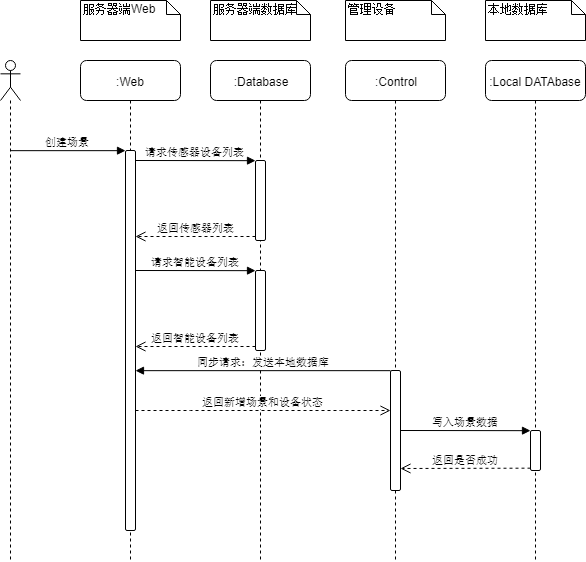 服务器端Web
服务器端数据库
管理设备
本地数据库
:Web
:Database
:Control
:Local DATAbase
创建场景
请求传感器设备列表
返回传感器列表
请求智能设备列表
返回智能设备列表
同步请求：发送本地数据库
返回新增场景和设备状态
写入场景数据
返回是否成功